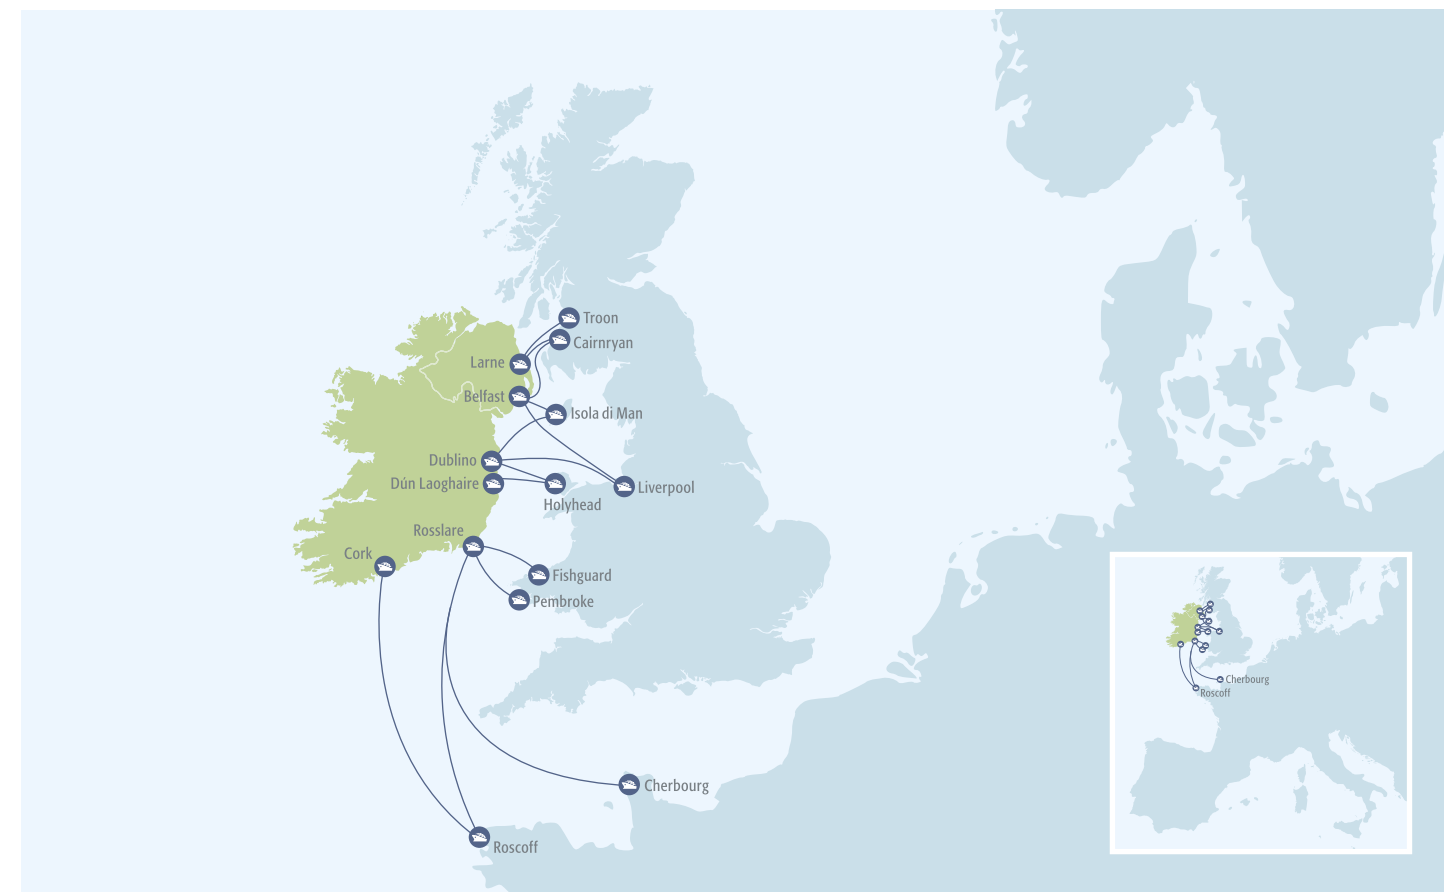 Troon
Cairnryan
Larne
Belfast
Isola di Man
Dublino
Dún Laoghaire
Liverpool
Holyhead
Rosslare
Cork
Fishguard
Pembroke
Cherbourg
Roscoff
Cherbourg
Roscoff